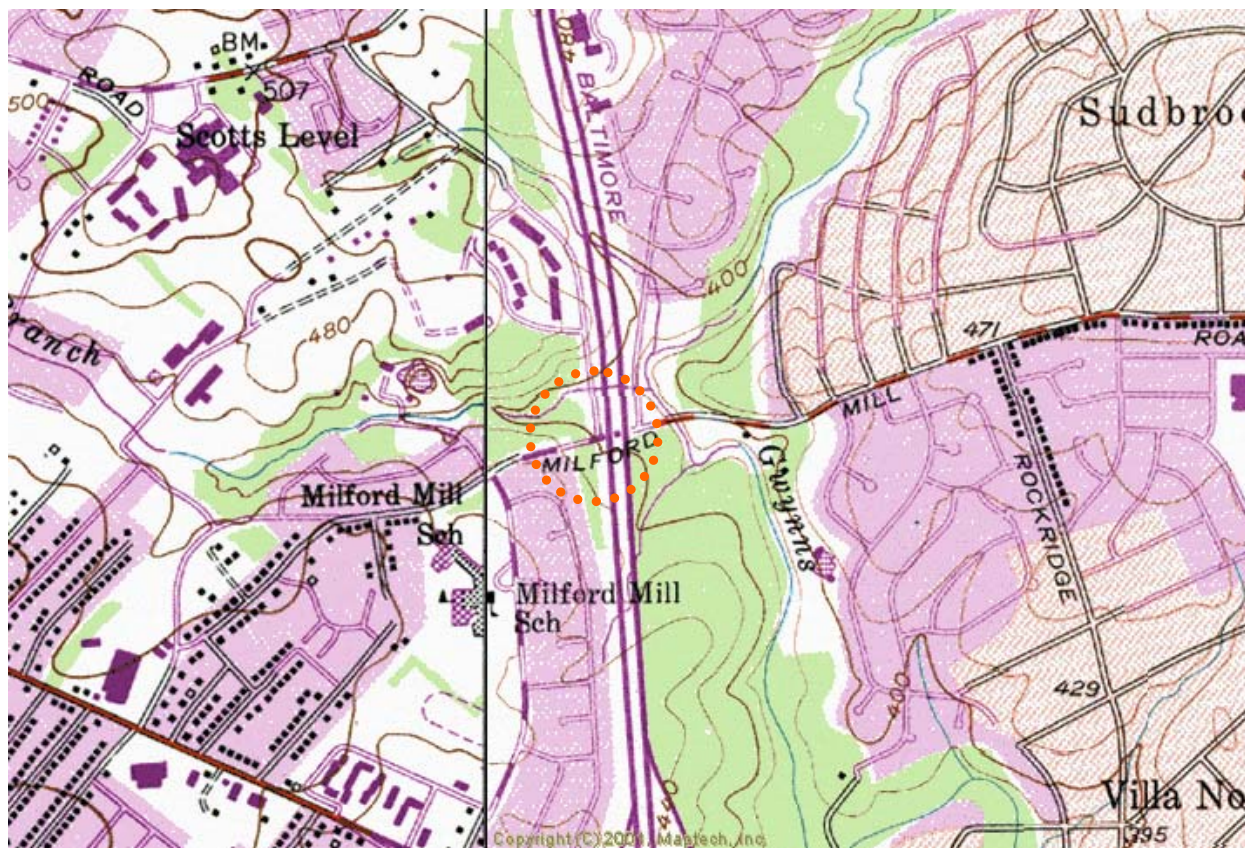 BM
507
ROAD
500
Scotts Level
480
BALTIMORE
Sudbroo
400
ranch
480
471
ROA
MILL
MILFORD
Gwynns
ROCKRIDGE
Milford Mill
Sch
Milford Mill
Sch
400
429
Villa No
395
Copyright (C) 2001, Maptech, Inc.